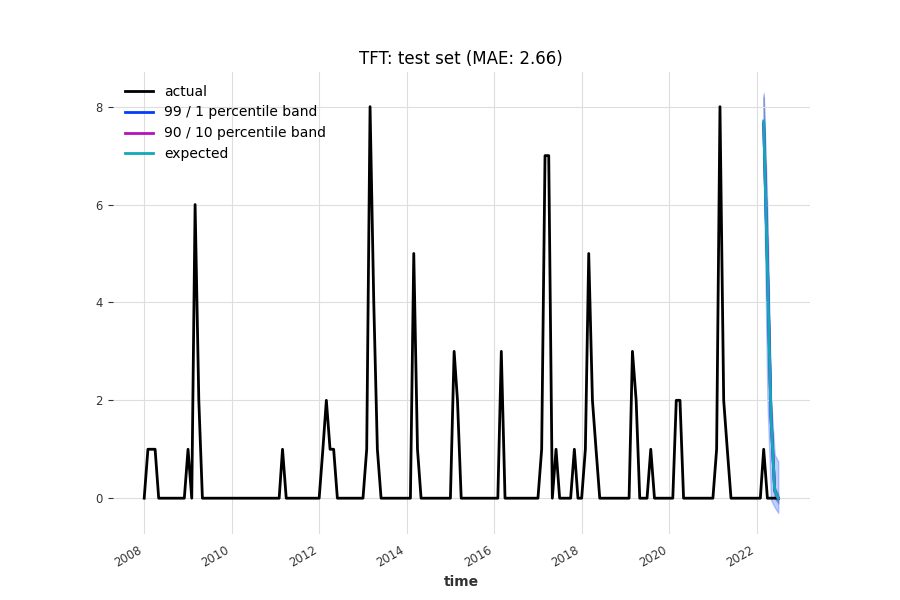 TFT: test set (MAE: 2.66)
actual
99 / 1 percentile band
90 / 10 percentile band
expected
8
6
4
2
0
2008 2010 2012 2014 2016 2018 2020 2022
time